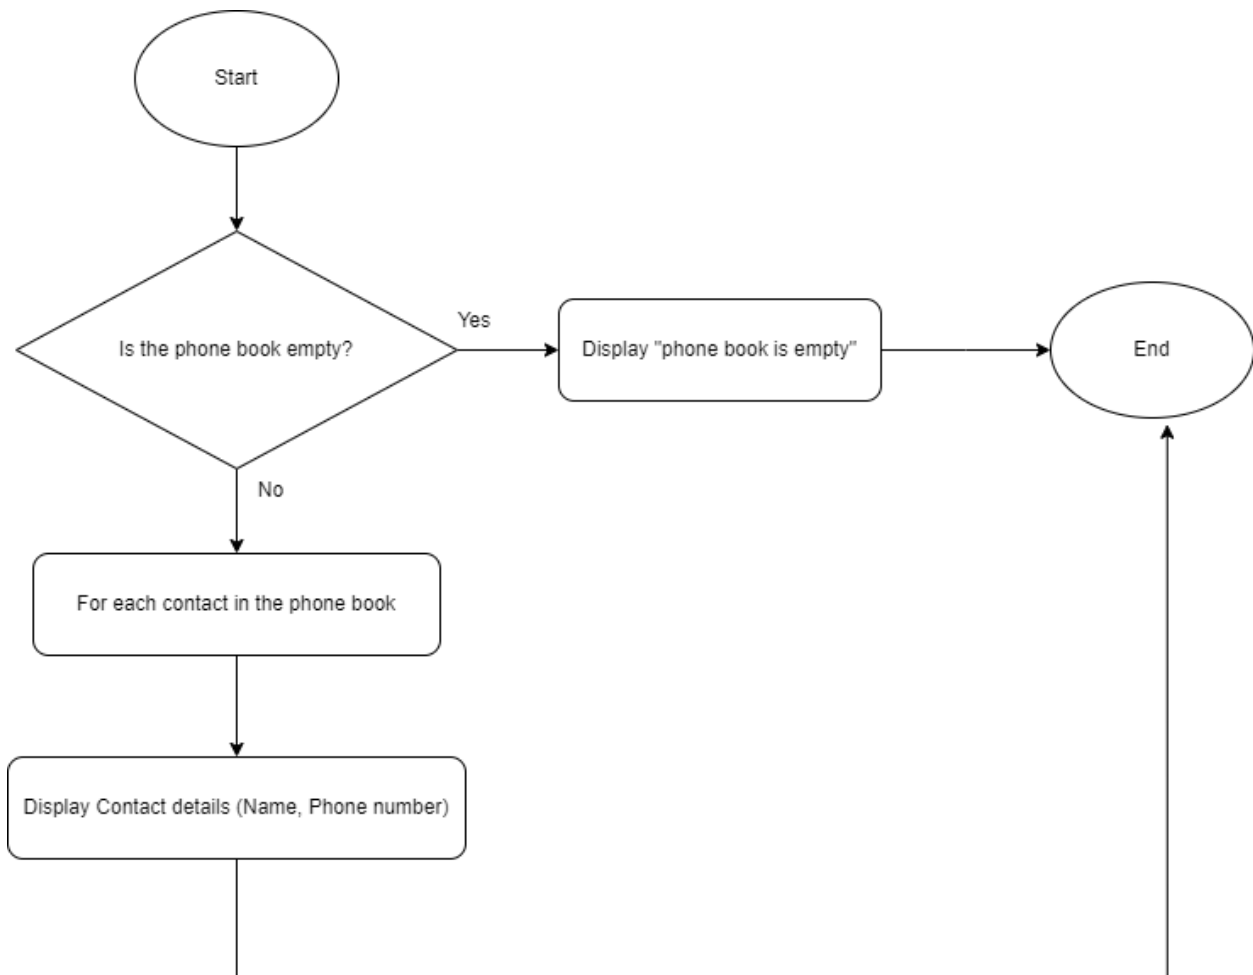 Start
Is the phone book empty?
Yes
Display "phone book is empty"
End
No
For each contact in the phone book
Display Contact details (Name, Phone number)